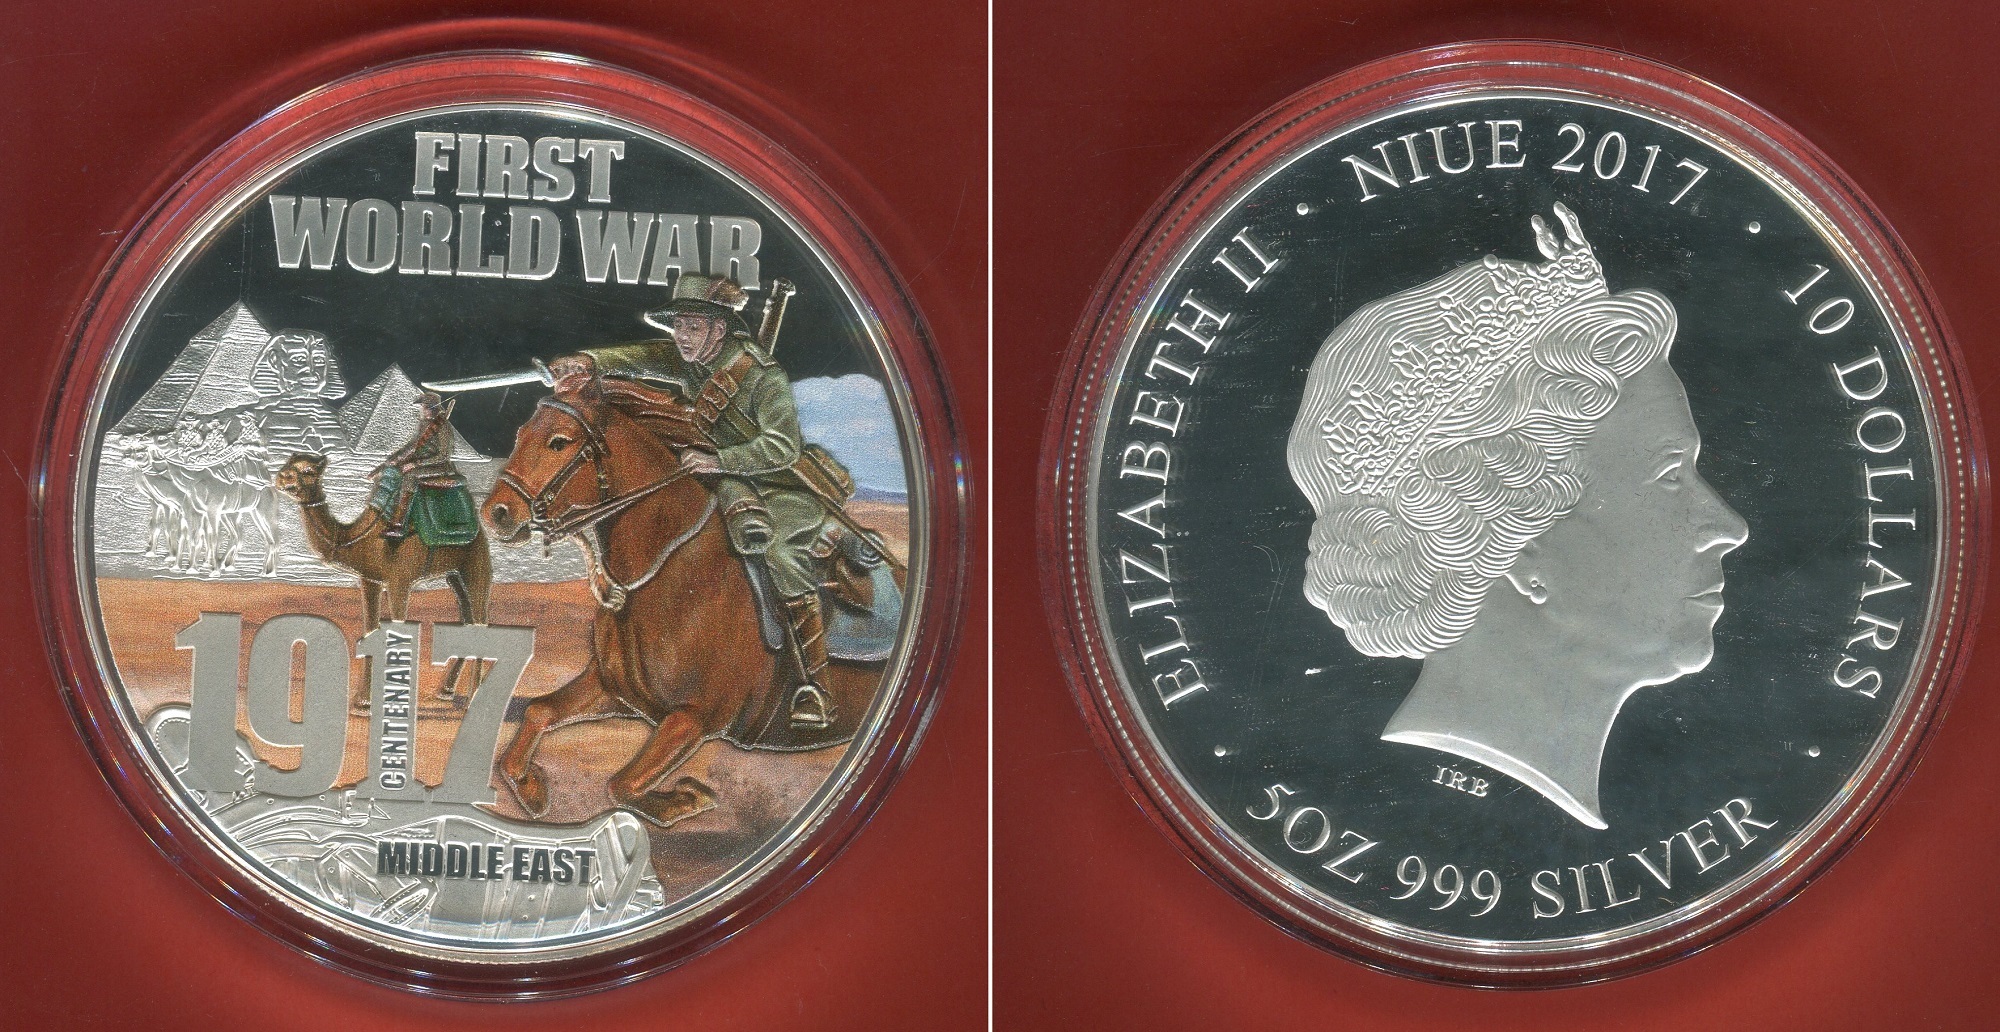 FIRST
WORLD WAR
1917
CENTENARY
MIDDLE EAST
ELIZABETH II · NIUE 2017 · 10 DOLLARS
IRB
5OZ 999 SILVER